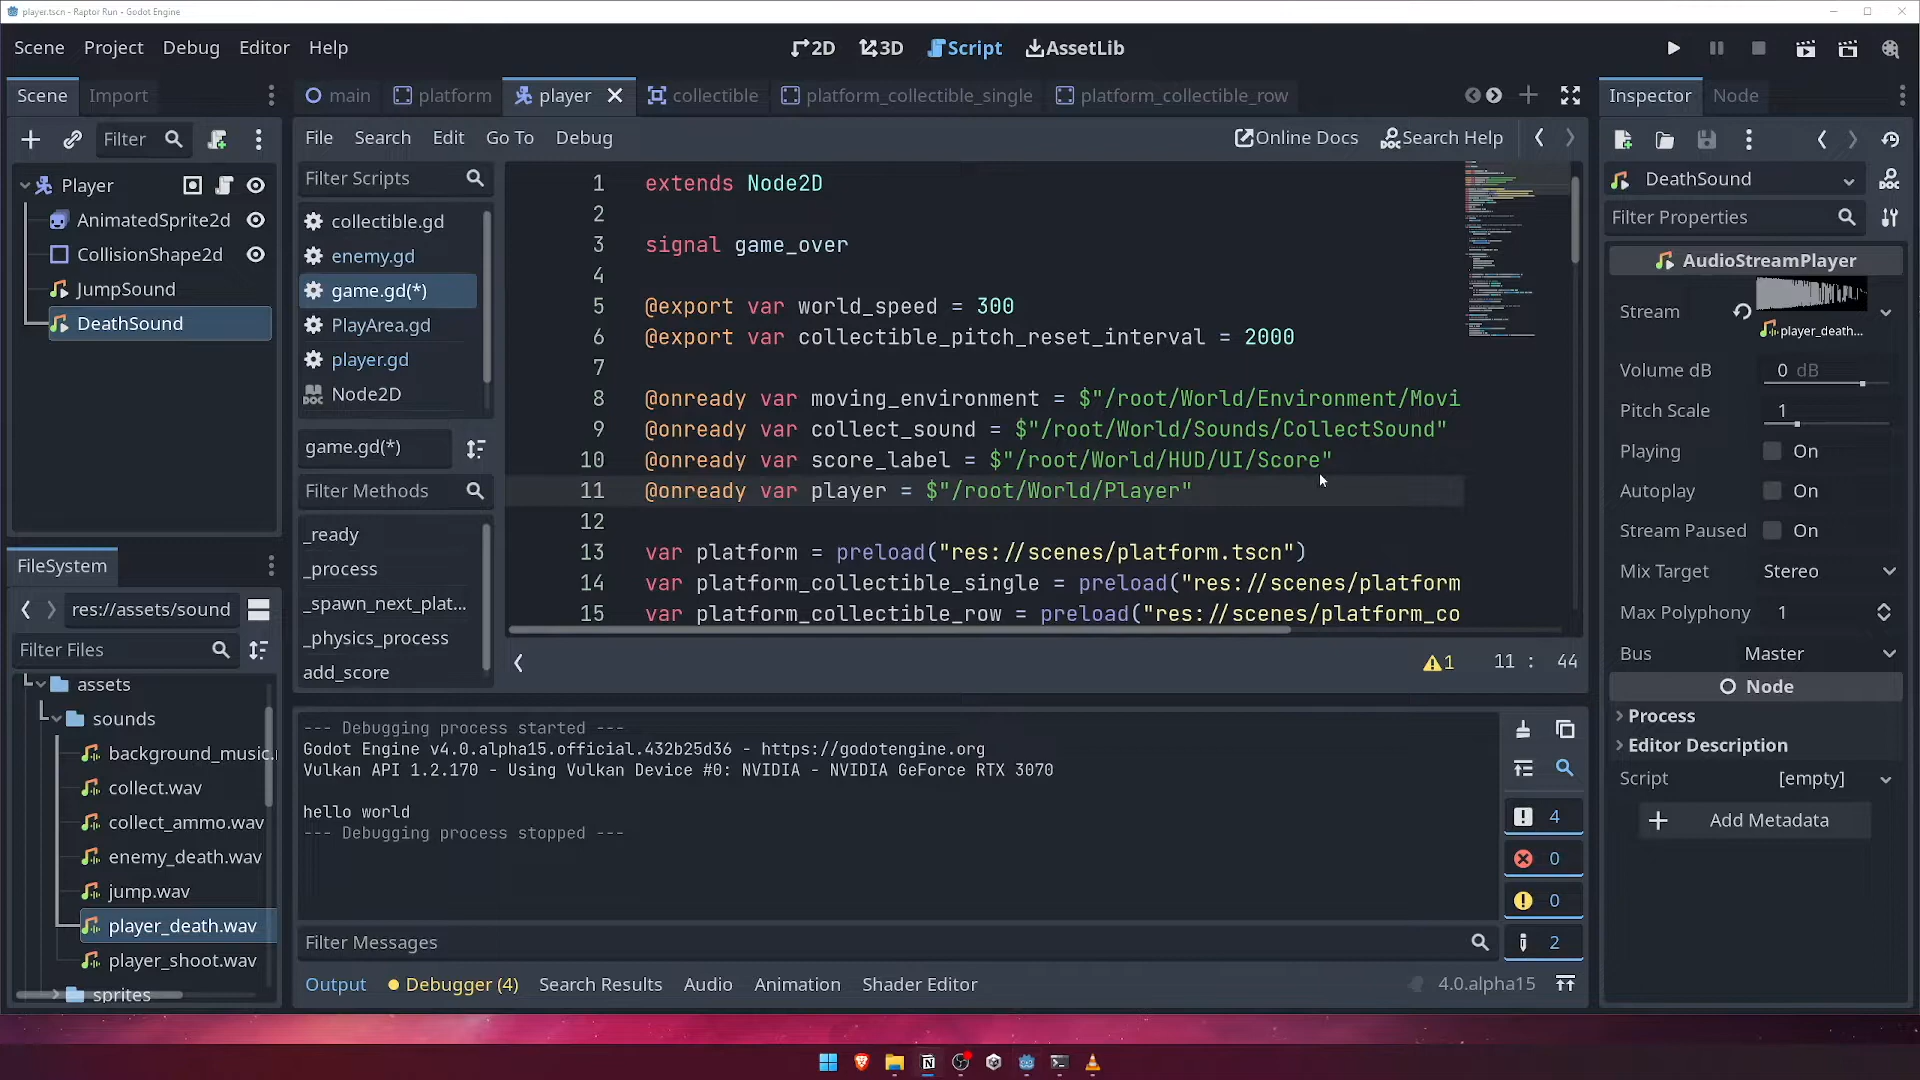 player.tscn - Raptor Run - Godot Engine
Scene Project Debug Editor Help
2D 3D Script AssetLib
Scene Import
main platform player collectible platform_collectible_single platform_collectible_row
Inspector Node
Filter
File Search Edit Go To Debug
Online Docs Search Help
Player
AnimatedSprite2d
CollisionShape2d
JumpSound
DeathSound
Filter Scripts
collectible.gd
enemy.gd
game.gd(*)
PlayArea.gd
player.gd
Node2D
game.gd(*)
Filter Methods
_ready
_process
_spawn_next_plat...
_physics_process
add_score
1 extends Node2D
2
3 signal game_over
4
5 @export var world_speed = 300
6 @export var collectible_pitch_reset_interval = 2000
7
8 @onready var moving_environment = $"/root/World/Environment/Movi
9 @onready var collect_sound = $"/root/World/Sounds/CollectSound"
10 @onready var score_label = $"/root/World/HUD/UI/Score"
11 @onready var player = $"/root/World/Player"
12
13 var platform = preload("res://scenes/platform.tscn")
14 var platform_collectible_single = preload("res://scenes/platform
15 var platform_collectible_row = preload("res://scenes/platform_co
1 11 : 44
FileSystem
res://assets/sound
Filter Files
assets
sounds
background_music.
collect.wav
collect_ammo.wav
enemy_death.wav
jump.wav
player_death.wav
player_shoot.wav
sprites
--- Debugging process started ---
Godot Engine v4.0.alpha15.official.432b25d36 - https://godotengine.org
Vulkan API 1.2.170 - Using Vulkan Device #0: NVIDIA - NVIDIA GeForce RTX 3070
hello world
--- Debugging process stopped ---
4
0
0
2
Filter Messages
Output Debugger (4) Search Results Audio Animation Shader Editor
4.0.alpha15
DeathSound
Filter Properties
AudioStreamPlayer
Stream
player_death...
Volume dB 0 dB
Pitch Scale 1
Playing On
Autoplay On
Stream Paused On
Mix Target Stereo
Max Polyphony 1
Bus Master
Node
Process
Editor Description
Script [empty]
Add Metadata